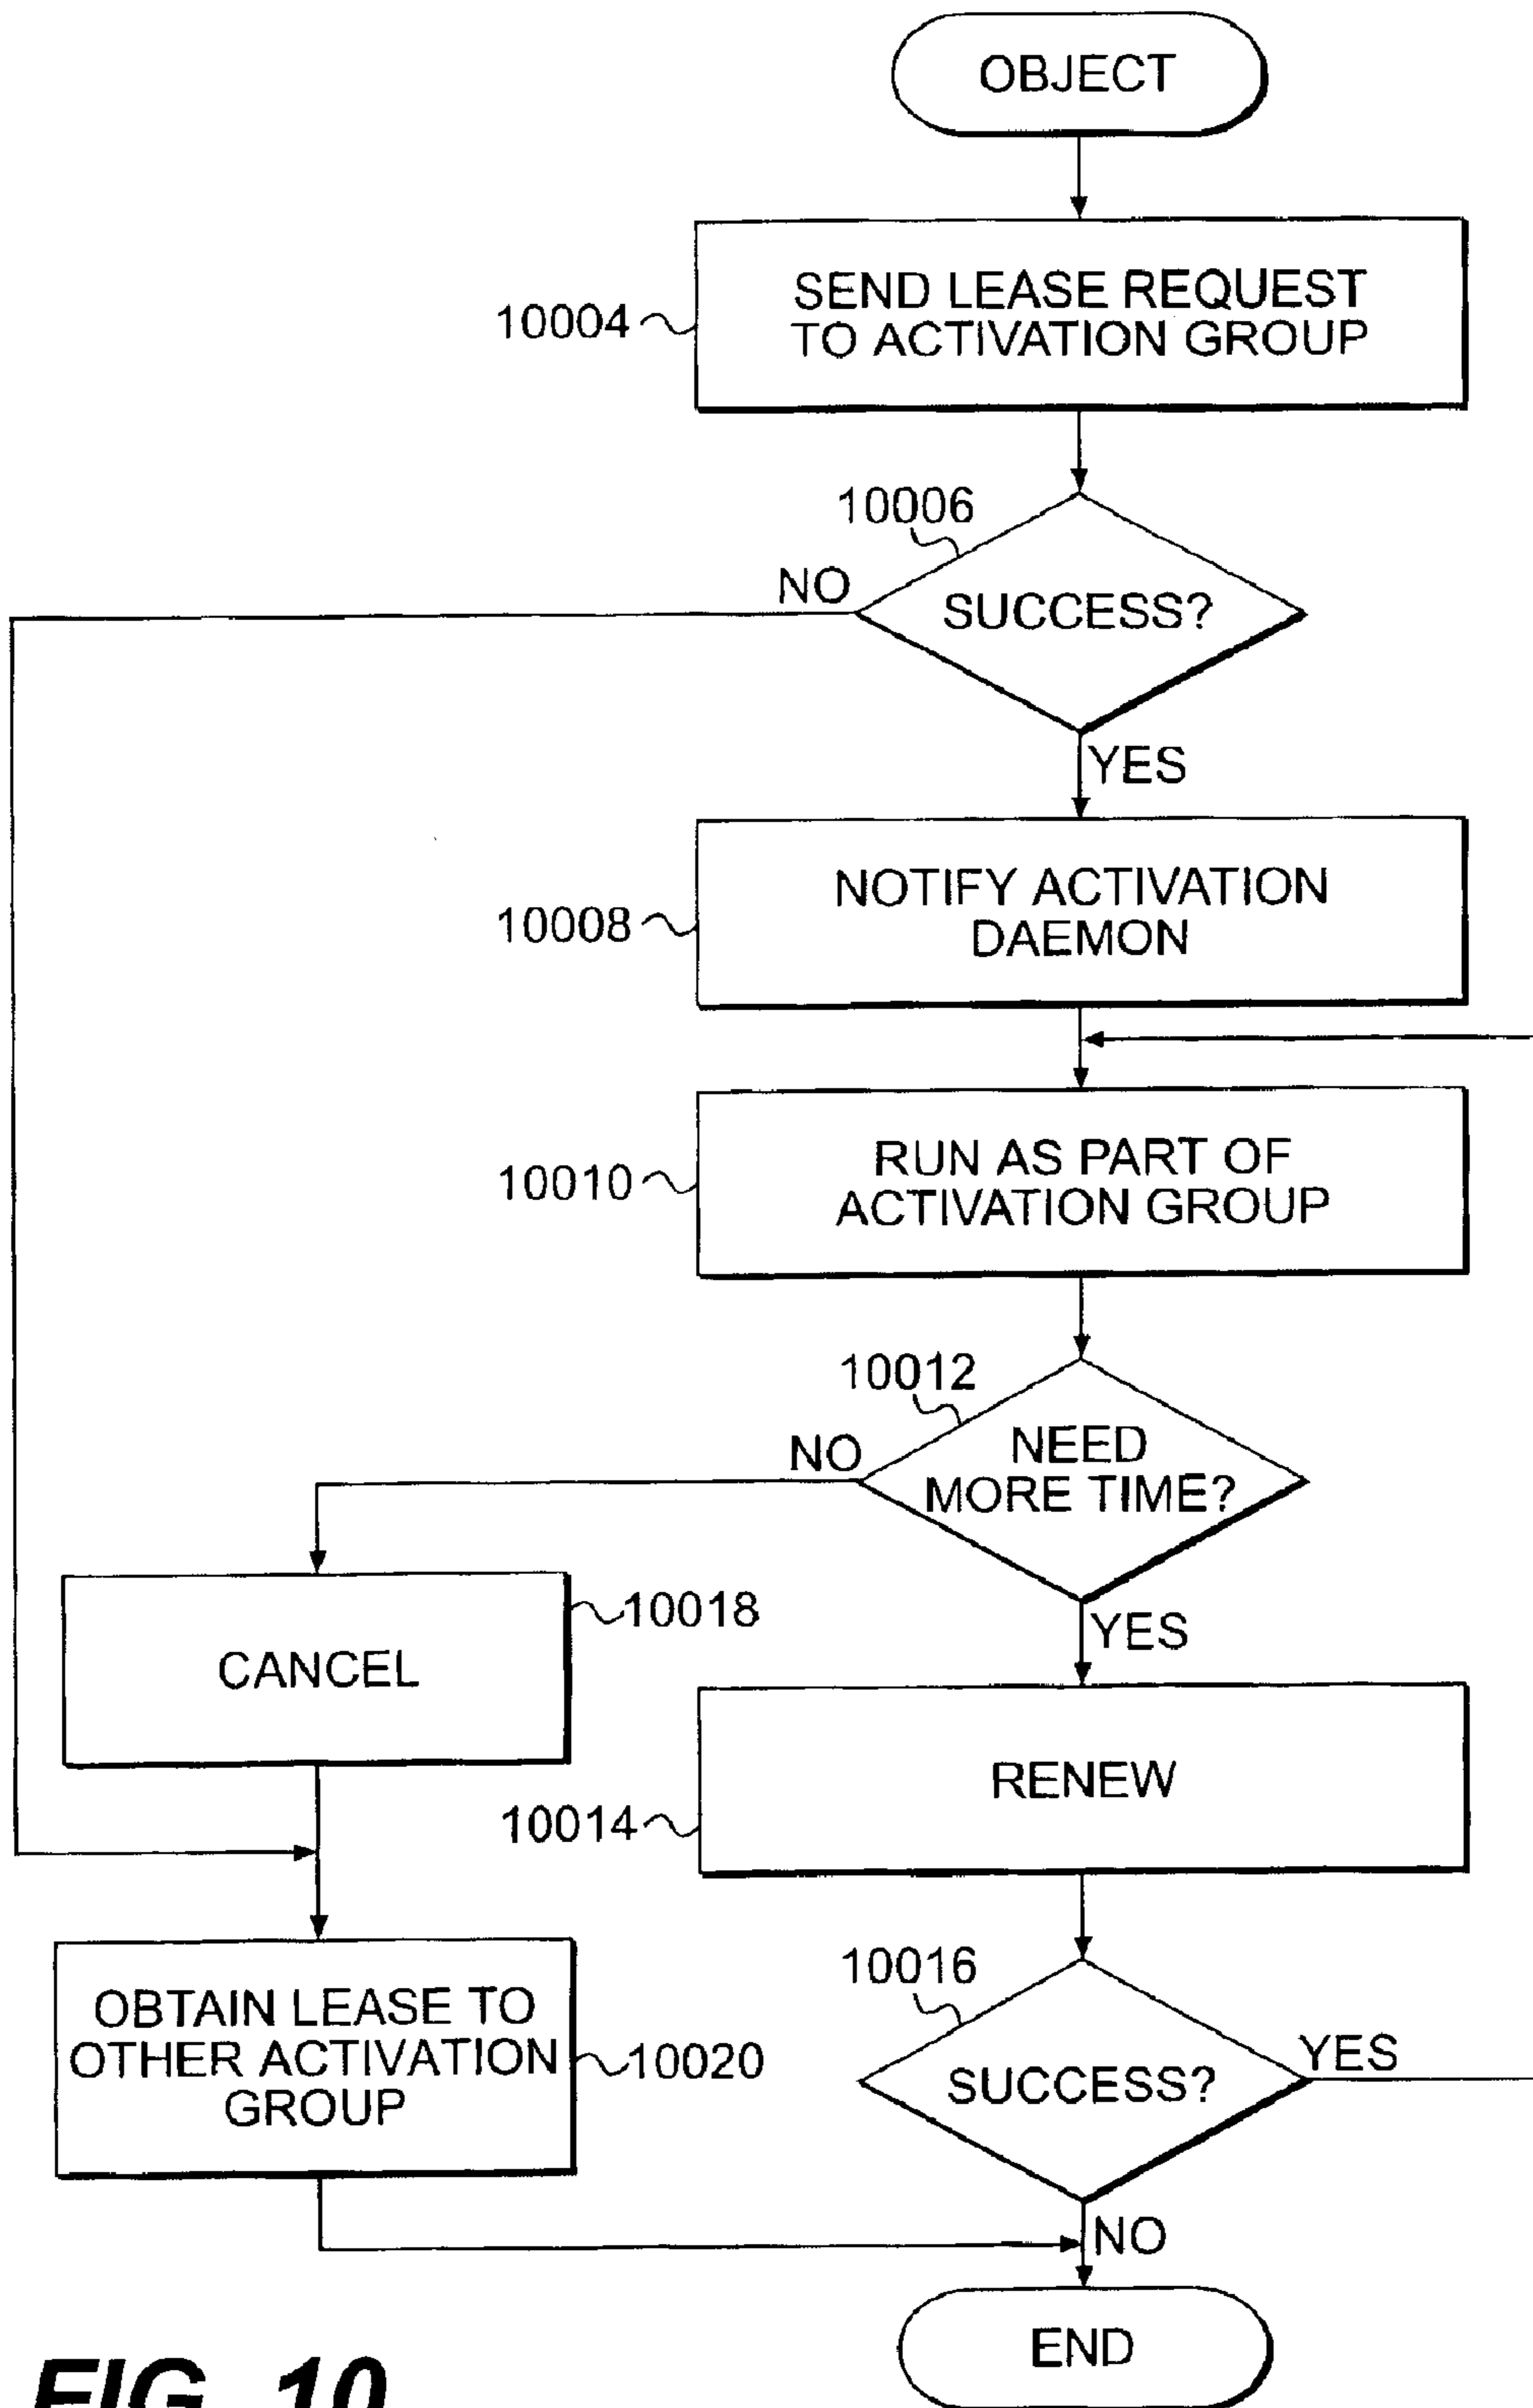 OBJECT
SEND LEASE REQUEST
TO ACTIVATION GROUP
10004
10006
NO
SUCCESS?
YES
NOTIFY ACTIVATION
DAEMON
10008
RUN AS PART OF
ACTIVATION GROUP
10010
10012
NO
NEED
MORE TIME?
YES
10018
CANCEL
RENEW
10014
10016
OBTAIN LEASE TO
OTHER ACTIVATION
GROUP
10020
SUCCESS?
YES
NO
END
FIG. 10